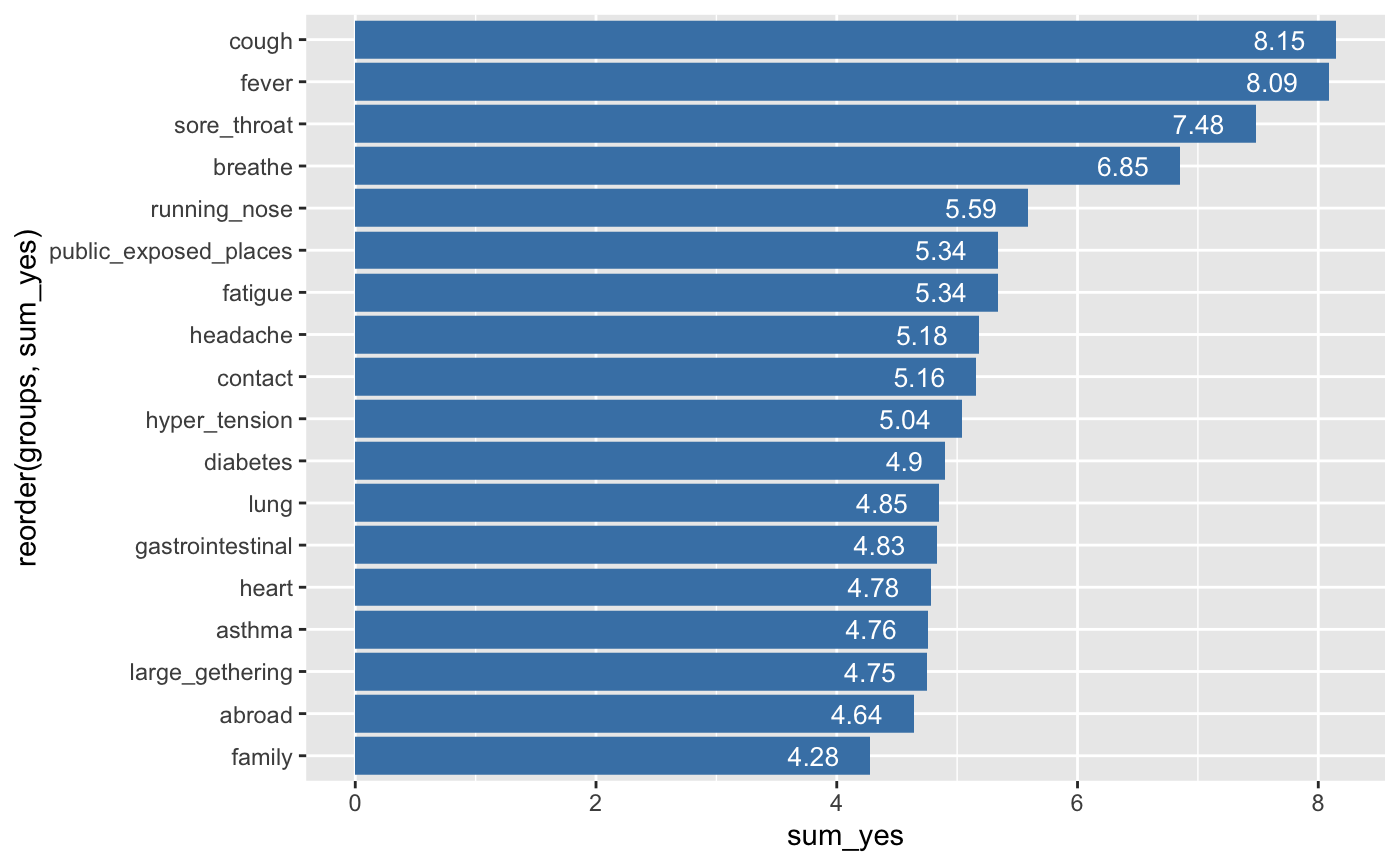 cough 8.15
fever 8.09
sore_throat 7.48
breathe 6.85
running_nose 5.59
public_exposed_places 5.34
fatigue 5.34
headache 5.18
contact 5.16
hyper_tension 5.04
diabetes 4.9
lung 4.85
gastrointestinal 4.83
heart 4.78
asthma 4.76
large_gethering 4.75
abroad 4.64
family 4.28
0 2 4 6 8
sum_yes
reorder(groups, sum_yes)